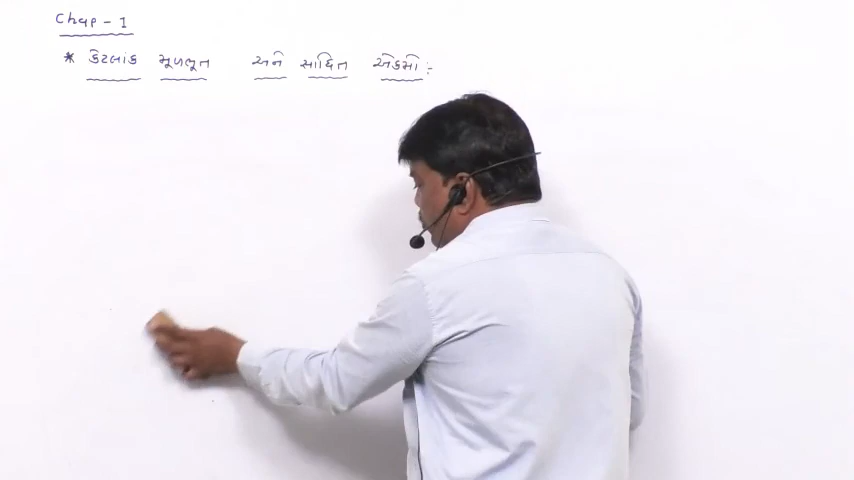 Chap - 1
* કેટલાંક મૂળભૂત અને સાધિત એકમો :-